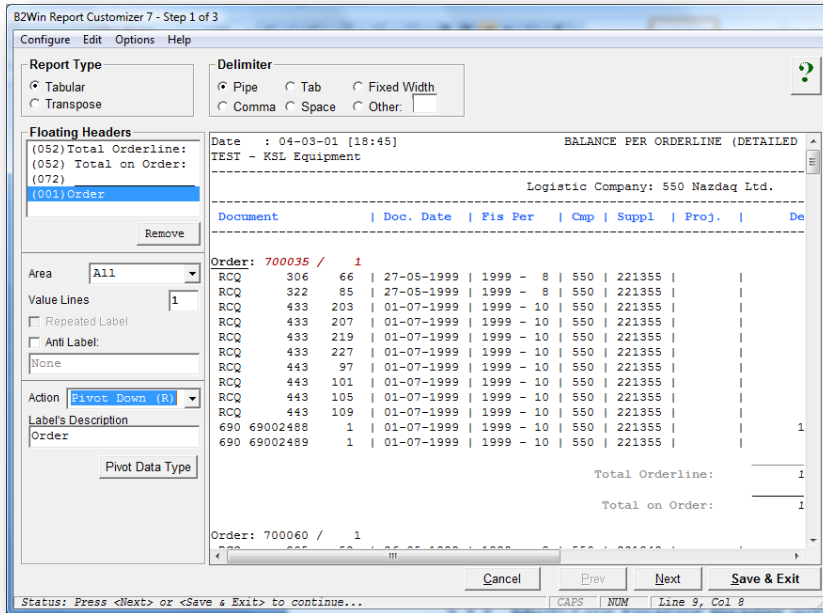 B2Win Report Customizer 7 - Step 1 of 3
Configure Edit Options Help
Report Type
Tabular
Transpose
Delimiter
Pipe Tab Fixed Width
Comma Space Other:
?
Floating Headers
(052)Total Orderline:
(052) Total on Order:
(072)
(001)Order
Remove
Area All
Value Lines 1
Repeated Label
Anti Label:
None
Action Pivot Down (R)
Label's Description
Order
Pivot Data Type
Date : 04-03-01 [18:45] BALANCE PER ORDERLINE (DETAILED
TEST - KSL Equipment
Logistic Company: 550 Nazdaq Ltd.
Document | Doc. Date | Fis Per | Cmp | Suppl | Proj. | De
Order: 700035 / 1
RCQ 306 66 | 27-05-1999 | 1999 - 8 | 550 | 221355 | |
RCQ 322 85 | 27-05-1999 | 1999 - 8 | 550 | 221355 | |
RCQ 433 203 | 01-07-1999 | 1999 - 10 | 550 | 221355 | |
RCQ 433 207 | 01-07-1999 | 1999 - 10 | 550 | 221355 | |
RCQ 433 219 | 01-07-1999 | 1999 - 10 | 550 | 221355 | |
RCQ 433 227 | 01-07-1999 | 1999 - 10 | 550 | 221355 | |
RCQ 443 97 | 01-07-1999 | 1999 - 10 | 550 | 221355 | |
RCQ 443 101 | 01-07-1999 | 1999 - 10 | 550 | 221355 | |
RCQ 443 105 | 01-07-1999 | 1999 - 10 | 550 | 221355 | |
RCQ 443 109 | 01-07-1999 | 1999 - 10 | 550 | 221355 | |
690 69002488 1 | 01-07-1999 | 1999 - 10 | 550 | 221355 | | 1
690 69002489 1 | 01-07-1999 | 1999 - 10 | 550 | 221355 | |
Total Orderline: 1
Total on Order: 1
Order: 700060 / 1
Cancel Prev Next Save & Exit
Status: Press <Next> or <Save & Exit> to continue... CAPS NUM Line 9, Col 8